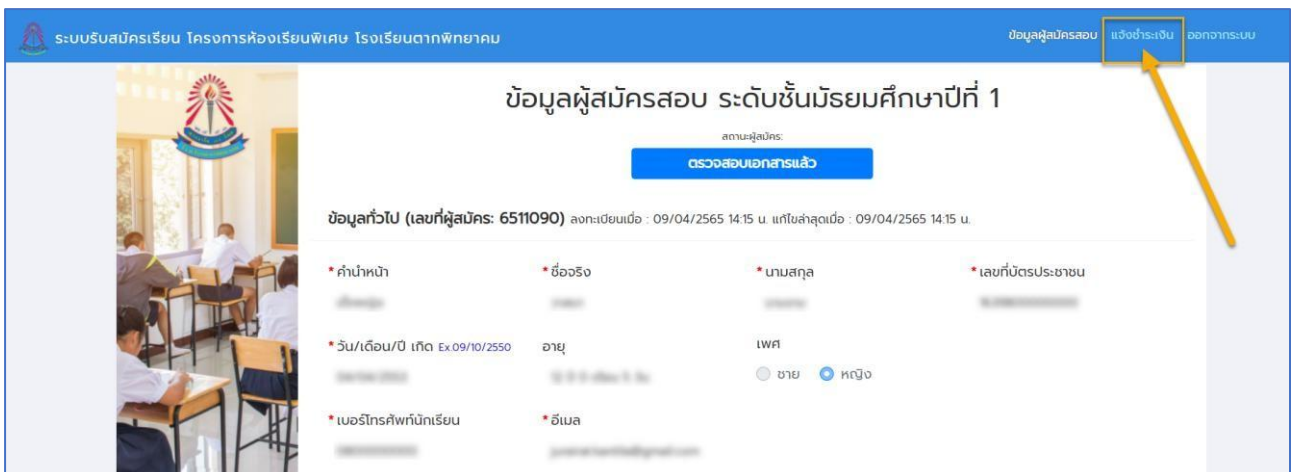 ระบบรับสมัครเรียน โครงการห้องเรียนพิเศษ โรงเรียนตากพิทยาคม
ข้อมูลผู้สมัครสอบ แจ้งชำระเงิน ออกจากระบบ
ข้อมูลผู้สมัครสอบ ระดับชั้นมัธยมศึกษาปีที่ 1
สถานะผู้สมัคร:
ตรวจสอบเอกสารแล้ว
ข้อมูลทั่วไป (เลขที่ผู้สมัคร: 6511090) ลงทะเบียนเมื่อ : 09/04/2565 14:15 น. แก้ไขล่าสุดเมื่อ : 09/04/2565 14:15 น.
* คำนำหน้า * ชื่อจริง * นามสกุล * เลขที่บัตรประชาชน
* วัน/เดือน/ปี เกิด Ex.09/10/2550 อายุ เพศ
ชาย หญิง
* เบอร์โทรศัพท์นักเรียน * อีเมล